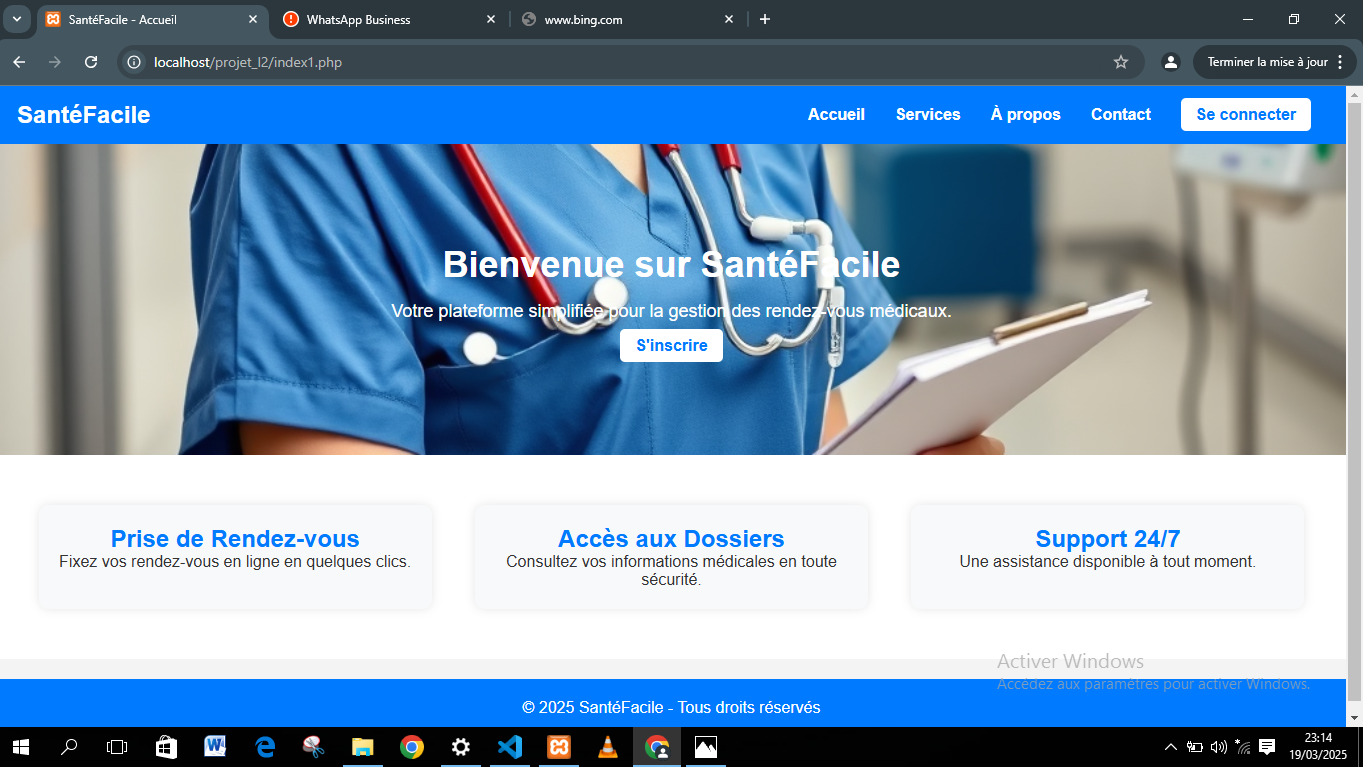 SantéFacile - Accueil
WhatsApp Business
www.bing.com
localhost/projet_l2/index1.php
Terminer la mise à jour
SantéFacile
Accueil
Services
À propos
Contact
Se connecter
Bienvenue sur SantéFacile
Votre plateforme simplifiée pour la gestion des rendez-vous médicaux.
S'inscrire
Prise de Rendez-vous
Fixez vos rendez-vous en ligne en quelques clics.
Accès aux Dossiers
Consultez vos informations médicales en toute
sécurité.
Support 24/7
Une assistance disponible à tout moment.
Activer Windows
Accédez aux paramètres pour activer Windows.
© 2025 SantéFacile - Tous droits réservés
23:14
19/03/2025